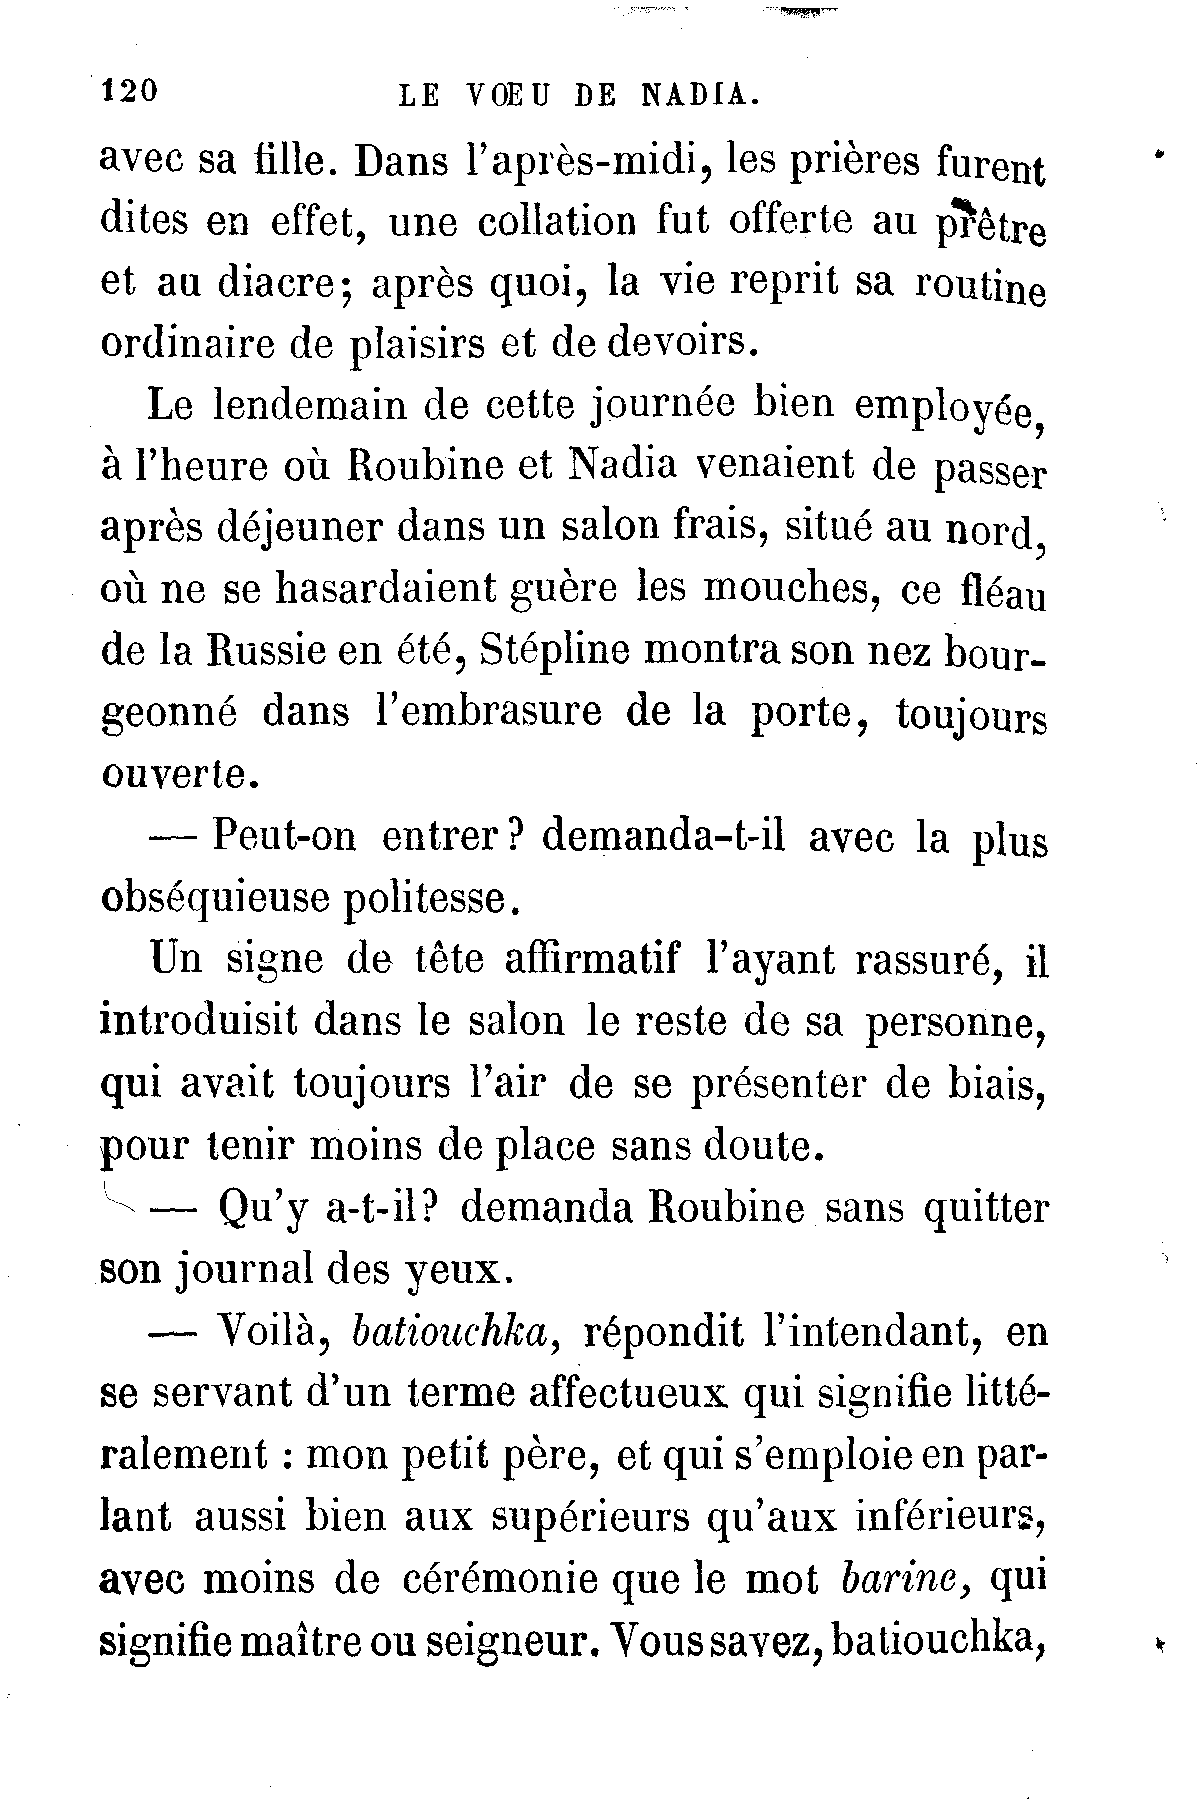 120 LE VŒU DE NADIA.
avec sa fille. Dans l'après-midi, les prières furent
dites en effet, une collation fut offerte au prêtre
et au diacre; après quoi, la vie reprit sa routine
ordinaire de plaisirs et de devoirs.
Le lendemain de cette journée bien employée,
à l'heure où Roubine et Nadia venaient de passer
après déjeuner dans un salon frais, situé au nord,
où ne se hasardaient guère les mouches, ce fléau
de la Russie en été, Stépline montra son nez bour-
geonné dans l'embrasure de la porte, toujours
ouverte.
— Peut-on entrer? demanda-t-il avec la plus
obséquieuse politesse.
Un signe de tête affirmatif l'ayant rassuré, il
introduisit dans le salon le reste de sa personne,
qui avait toujours l'air de se présenter de biais,
pour tenir moins de place sans doute.
— Qu'y a-t-il? demanda Roubine sans quitter
son journal des yeux.
— Voilà, batiouchka, répondit l'intendant, en
se servant d'un terme affectueux qui signifie litté-
ralement : mon petit père, et qui s'emploie en par-
lant aussi bien aux supérieurs qu'aux inférieurs,
avec moins de cérémonie que le mot barine, qui
signifie maître ou seigneur. Vous savez, batiouchka,